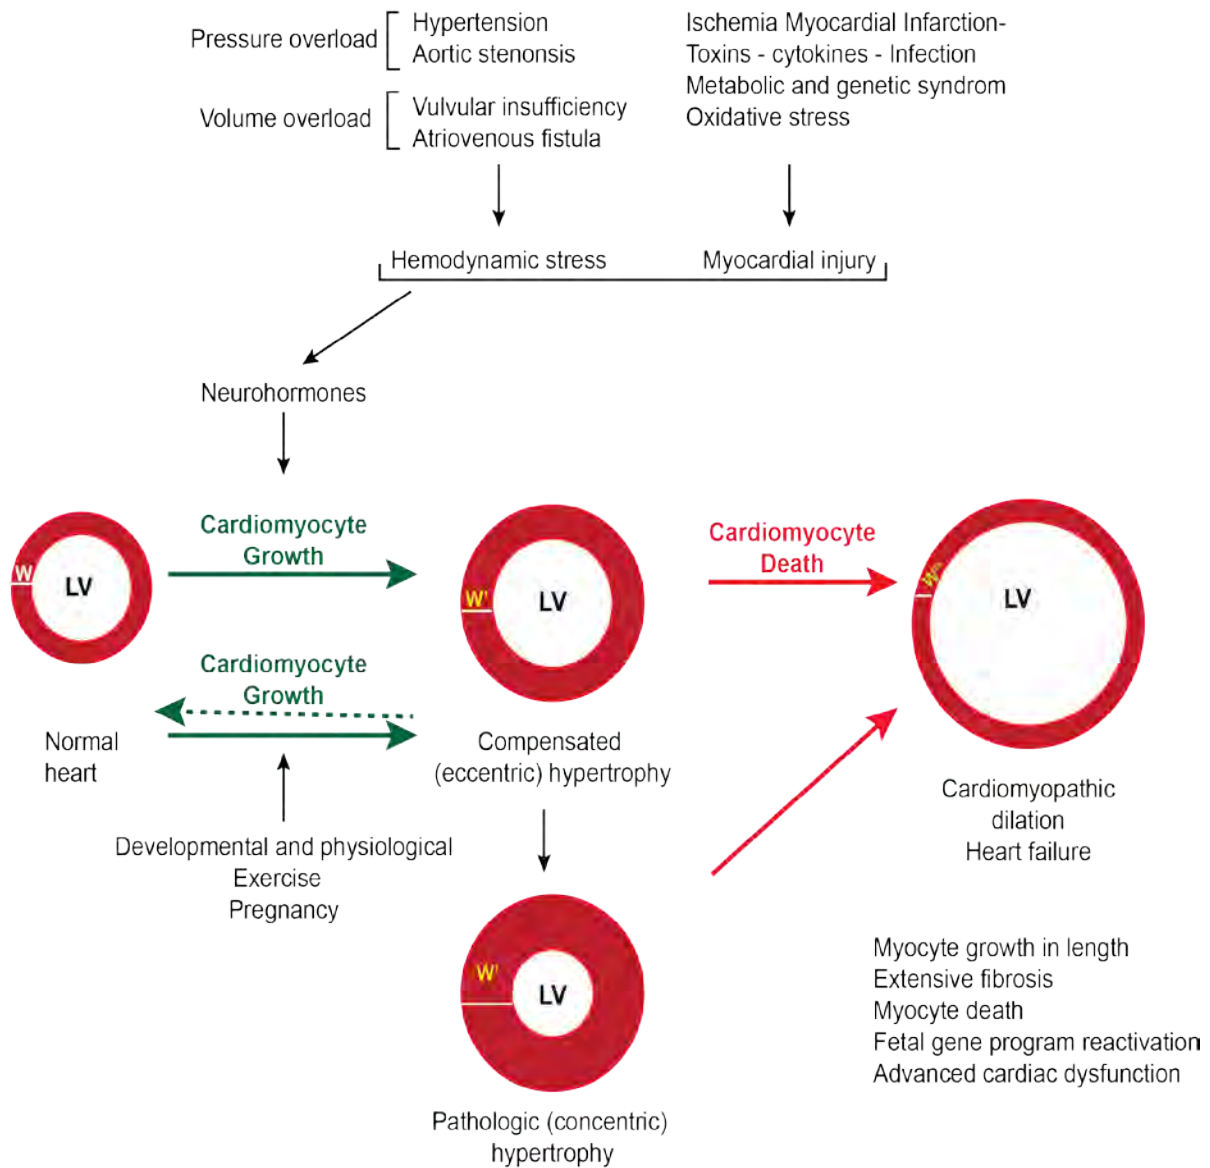 Pressure overload
Hypertension
Aortic stenonsis
Volume overload
Vulvular insufficiency
Atriovenous fistula
Ischemia Myocardial Infarction-
Toxins - cytokines - Infection
Metabolic and genetic syndrom
Oxidative stress
Hemodynamic stress
Myocardial injury
Neurohormones
Cardiomyocyte
Growth
Cardiomyocyte
Death
W
LV
W'
LV
LV
Cardiomyocyte
Growth
Normal
heart
Compensated
(eccentric) hypertrophy
Cardiomyopathic
dilation
Heart failure
Developmental and physiological
Exercise
Pregnancy
W'
LV
Myocyte growth in length
Extensive fibrosis
Myocyte death
Fetal gene program reactivation
Advanced cardiac dysfunction
Pathologic (concentric)
hypertrophy